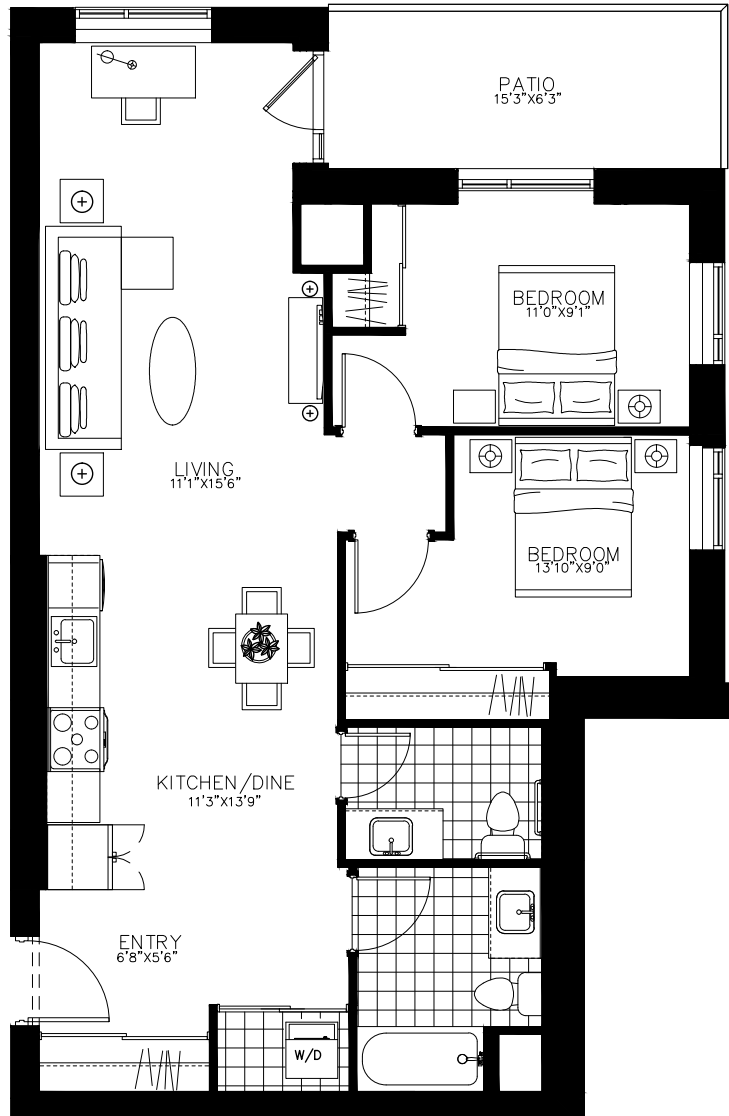 PATIO
15'3"X6'3"
BEDROOM
11'0"X9'1"
LIVING
11'1"X15'6"
BEDROOM
13'10"X9'0"
KITCHEN/DINE
11'3"X13'9"
ENTRY
6'8"X5'6"
W/D